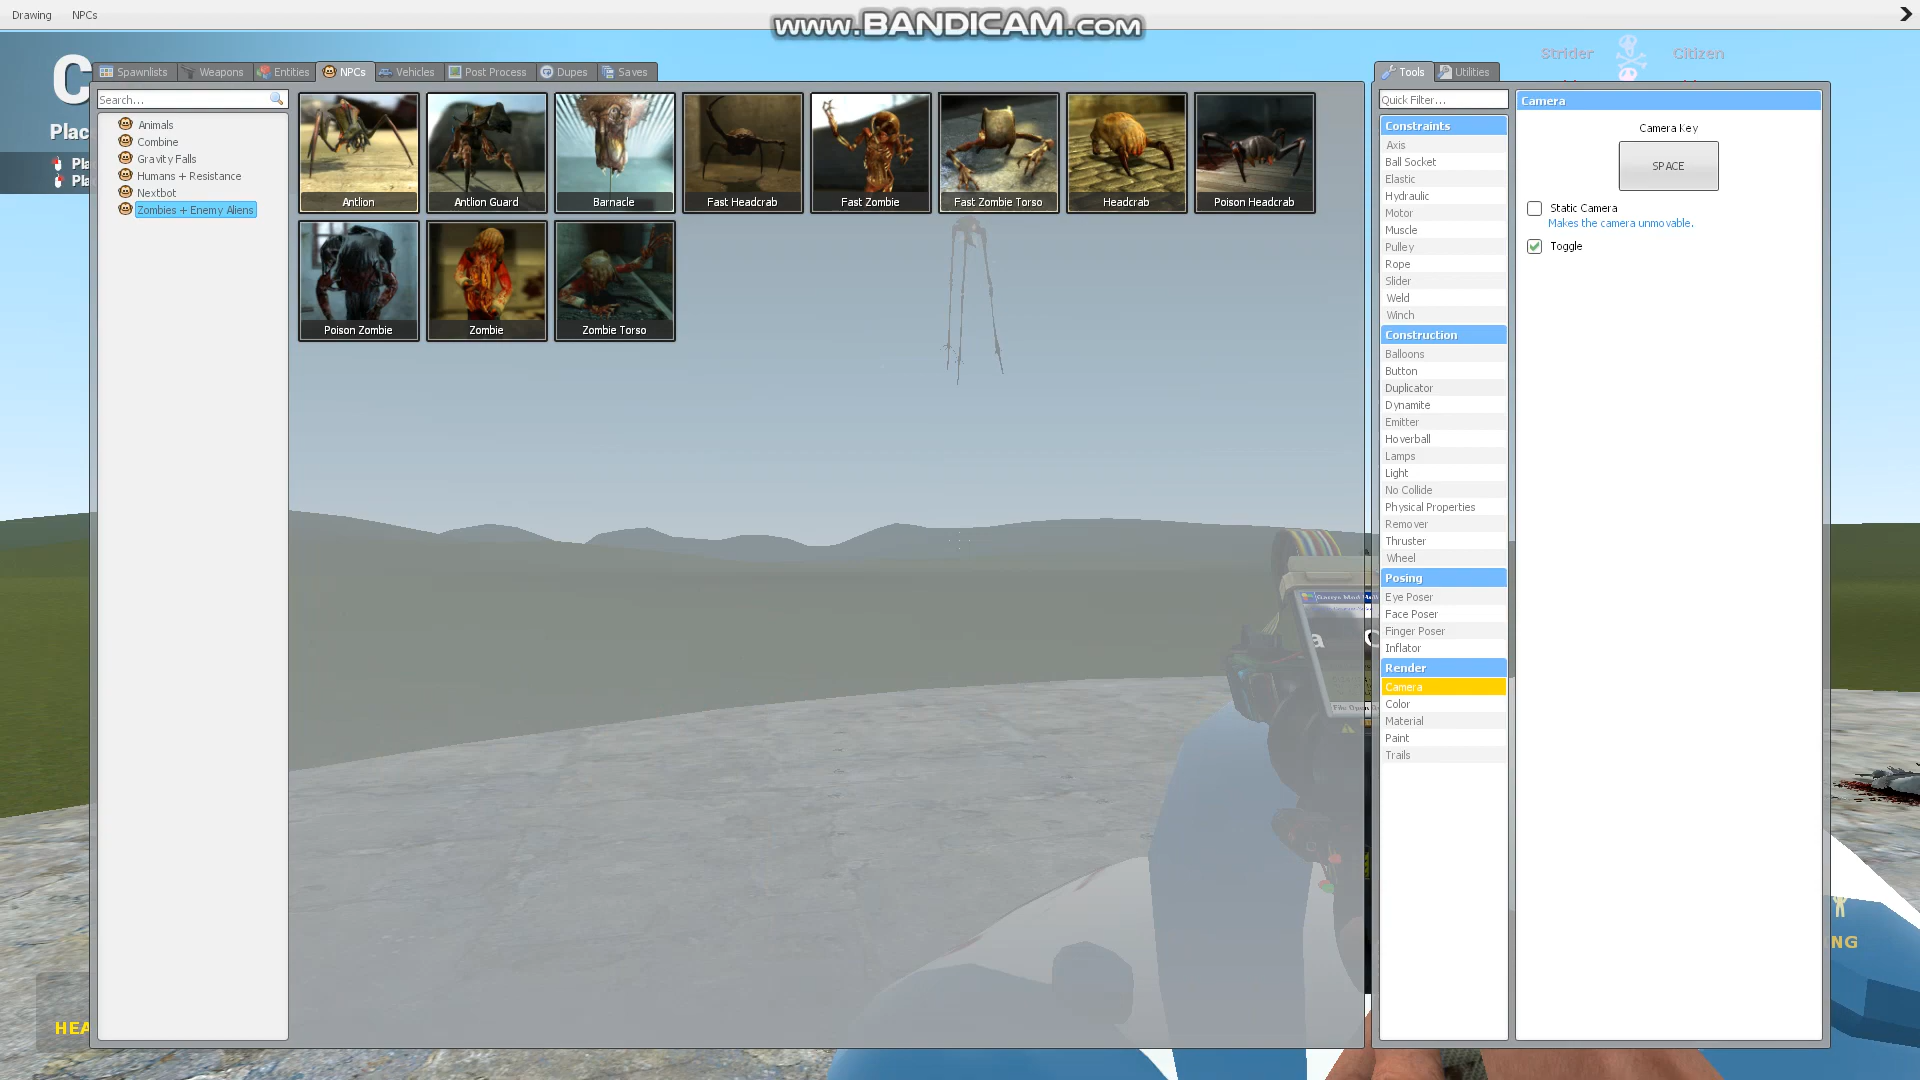 Drawing NPCs
www.BANDICAM.com
Strider Citizen
C
Spawnlists Weapons Entities NPCs Vehicles Post Process Dupes Saves
Tools Utilities
Search...
Animals
Combine
Gravity Falls
Humans + Resistance
Nextbot
Zombies + Enemy Aliens
Antlion
Antlion Guard
Barnacle
Fast Headcrab
Fast Zombie
Fast Zombie Torso
Headcrab
Poison Headcrab
Poison Zombie
Zombie
Zombie Torso
Plac
Pla
Pla
HEA
Quick Filter...
Constraints
Axis
Ball Socket
Elastic
Hydraulic
Motor
Muscle
Pulley
Rope
Slider
Weld
Winch
Construction
Balloons
Button
Duplicator
Dynamite
Emitter
Hoverball
Lamps
Light
No Collide
Physical Properties
Remover
Thruster
Wheel
Posing
Eye Poser
Face Poser
Finger Poser
Inflator
Render
Camera
Color
Material
Paint
Trails
Camera
Camera Key
SPACE
Static Camera
Makes the camera unmovable.
Toggle
NG